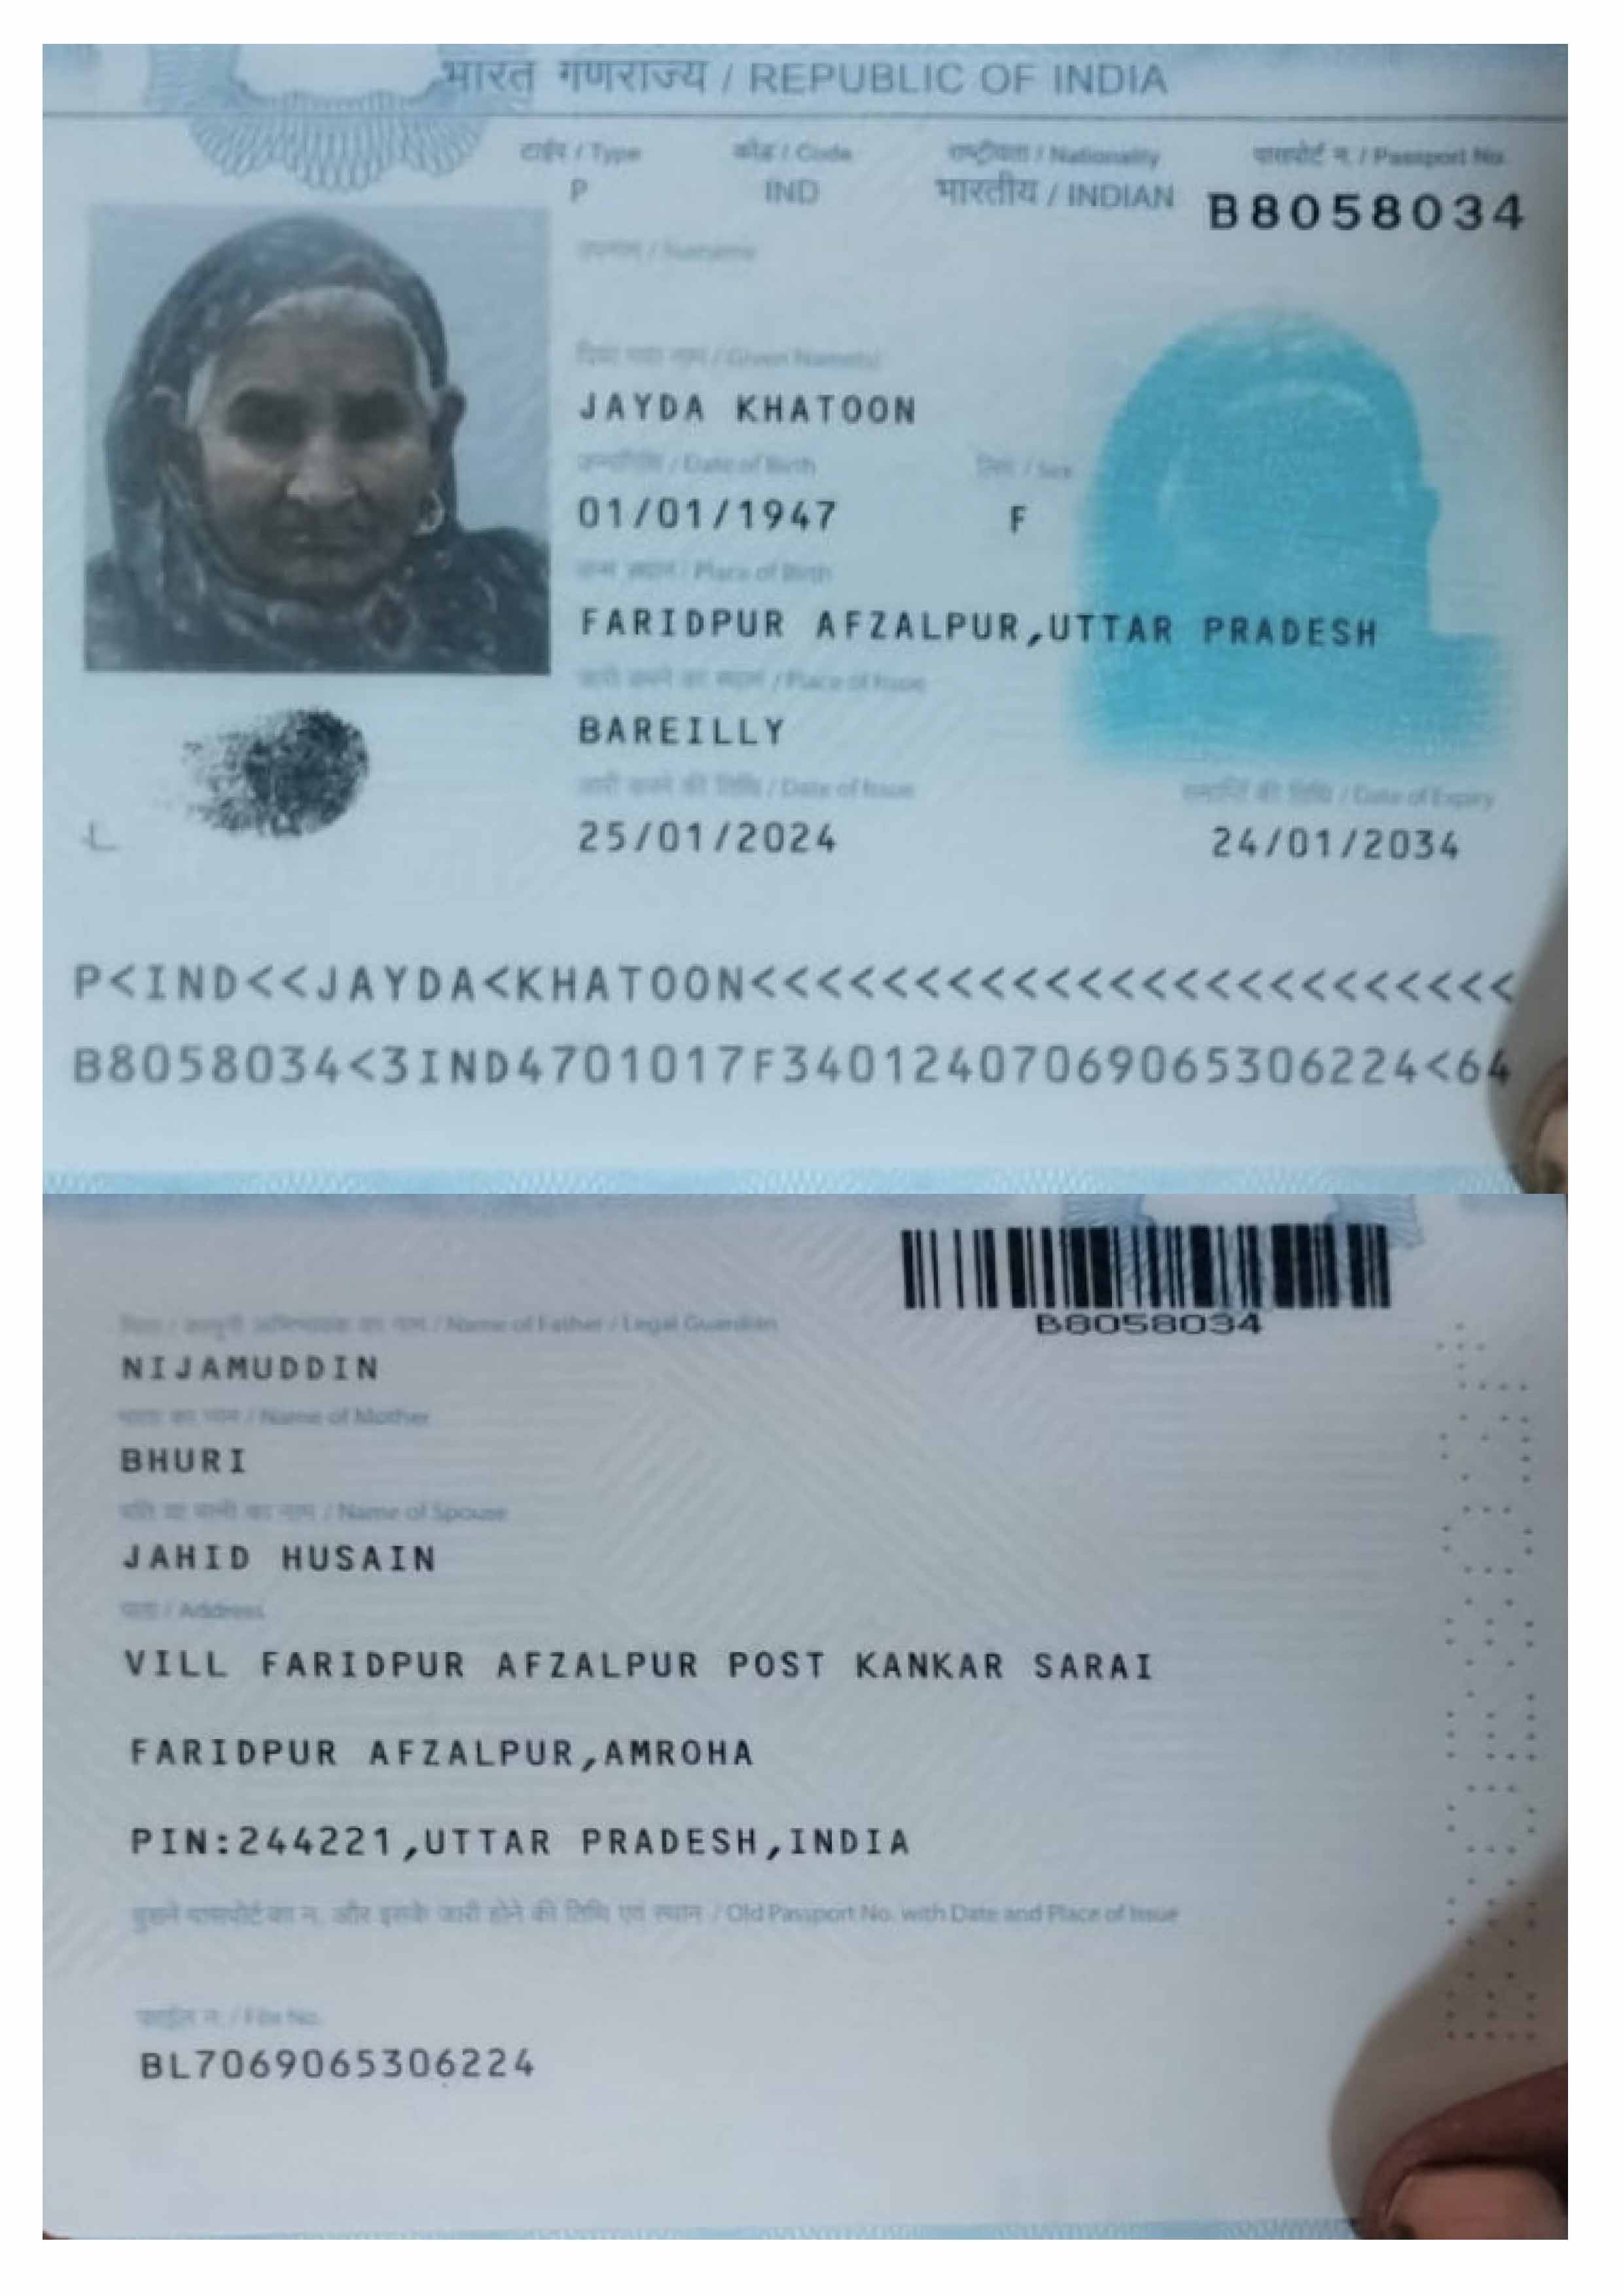 भारत गणराज्य / REPUBLIC OF INDIA
टाईप / Type कोड / Code राष्ट्रीयता / Nationality पासपोर्ट न. / Passport No.
P IND भारतीय / INDIAN B8058034
उपनाम / Surname
दिया गया नाम / Given Name(s)
JAYDA KHATOON
जन्मतिथि / Date of Birth लिंग / Sex
01/01/1947 F
जन्म स्थान / Place of Birth
FARIDPUR AFZALPUR,UTTAR PRADESH
जारी करने का स्थान / Place of Issue
BAREILLY
जारी करने की तिथि / Date of Issue समाप्ति की तिथि / Date of Expiry
25/01/2024 24/01/2034
P<IND<<JAYDA<KHATOON<<<<<<<<<<<<<<<<<<<<<<<<
B8058034<3IND4701017F34012407069065306224<64
B8058034
पिता / कानूनी अभिभावक का नाम / Name of Father / Legal Guardian
NIJAMUDDIN
माता का नाम / Name of Mother
BHURI
पति या पत्नी का नाम / Name of Spouse
JAHID HUSAIN
पता / Address
VILL FARIDPUR AFZALPUR POST KANKAR SARAI
FARIDPUR AFZALPUR,AMROHA
PIN:244221,UTTAR PRADESH,INDIA
पुराने पासपोर्ट का न. और इसके जारी होने की तिथि एवं स्थान / Old Passport No. with Date and Place of Issue
फाईल न. / File No.
BL7069065306224